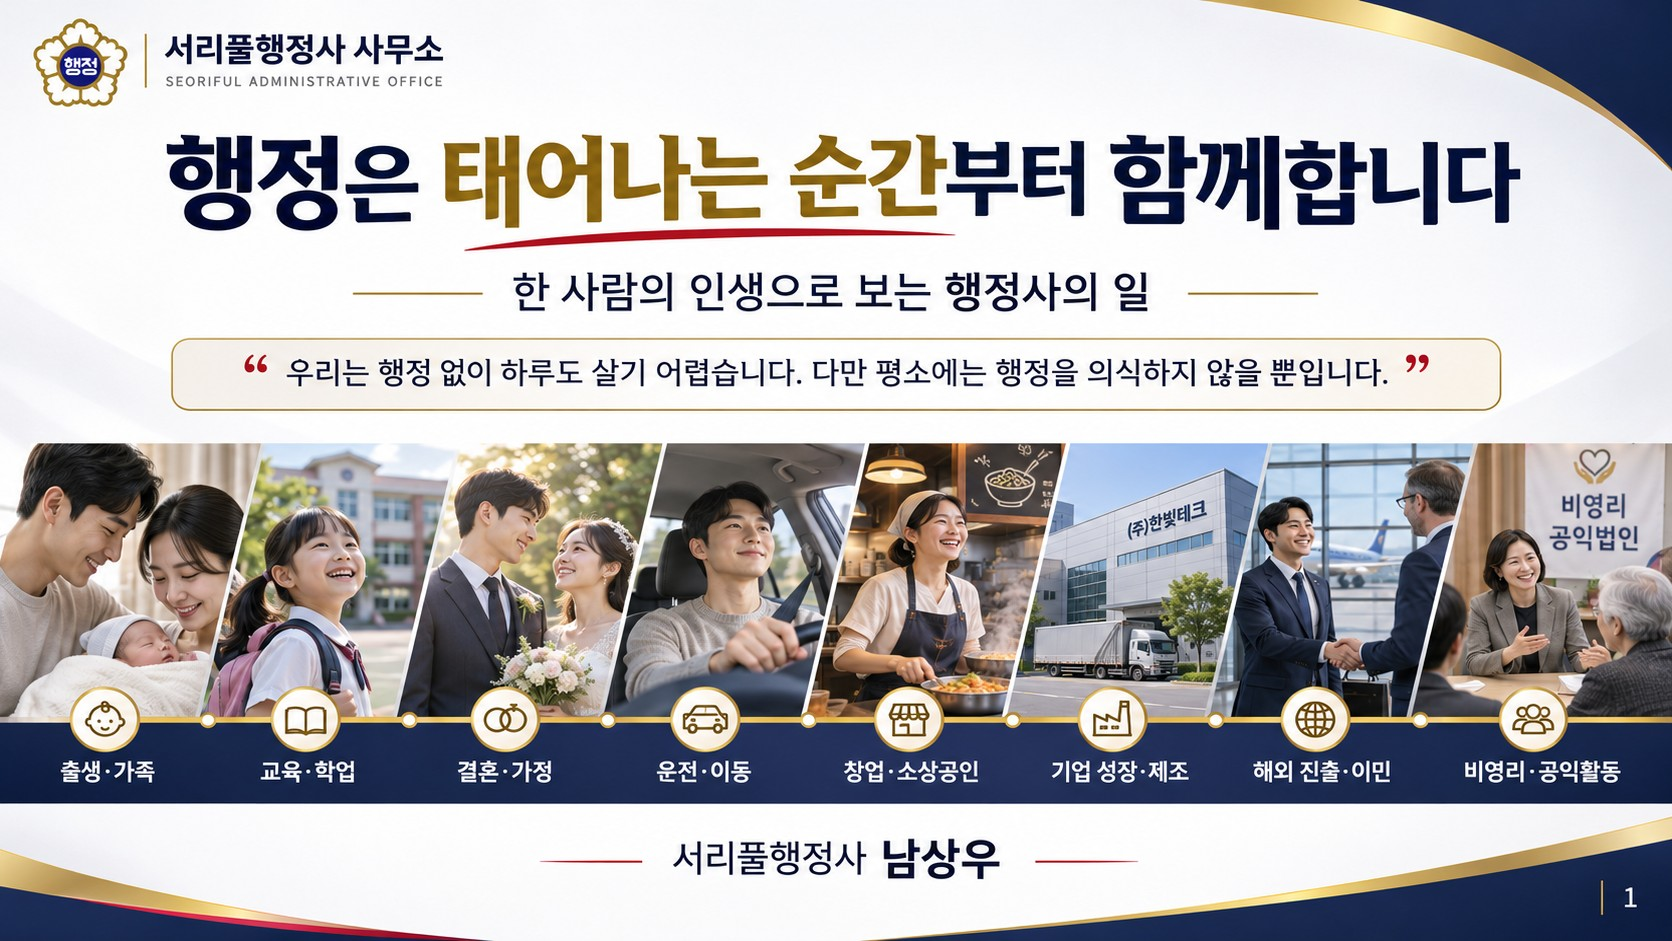 행정
서리풀행정사 사무소
SEORIFUL ADMINISTRATIVE OFFICE
행정은 태어나는 순간부터 함께합니다
한 사람의 인생으로 보는 행정사의 일
“ 우리는 행정 없이 하루도 살기 어렵습니다. 다만 평소에는 행정을 의식하지 않을 뿐입니다. ”
(주)한빛테크
비영리
공익법인
출생·가족
교육·학업
결혼·가정
운전·이동
창업·소상공인
기업 성장·제조
해외 진출·이민
비영리·공익활동
서리풀행정사 남상우
1